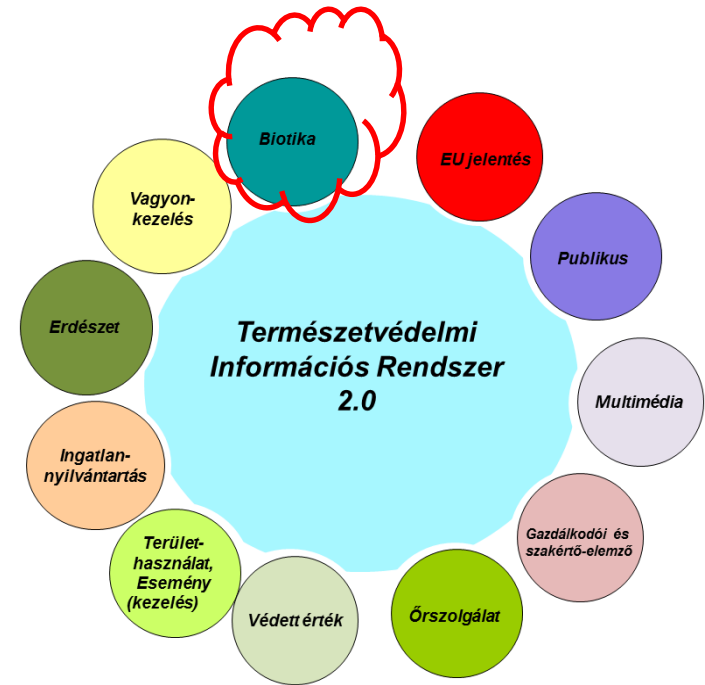 Biotika
EU jelentés
Publikus
Multimédia
Gazdálkodói és
szakértő-elemző
Őrszolgálat
Védett érték
Terület-
használat,
Esemény
(kezelés)
Ingatlan-
nyilvántartás
Erdészet
Vagyon-
kezelés
Természetvédelmi
Információs Rendszer
2.0